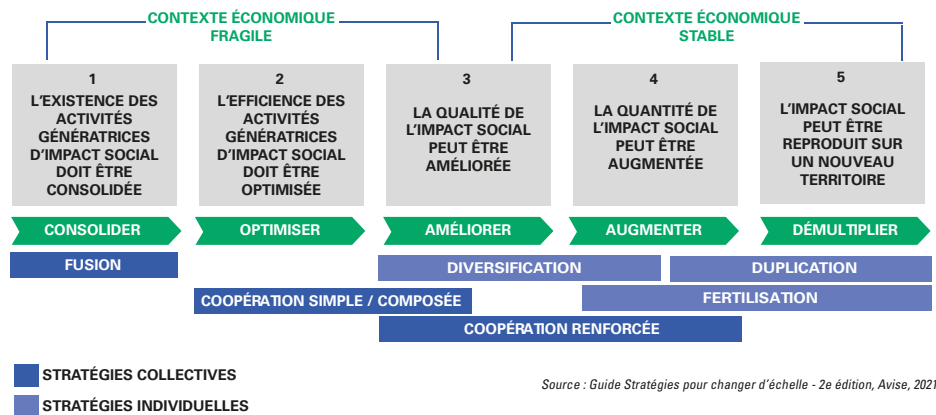 CONTEXTE ÉCONOMIQUE
FRAGILE
CONTEXTE ÉCONOMIQUE
STABLE
1
L'EXISTENCE DES
ACTIVITÉS
GÉNÉRATRICES
D'IMPACT SOCIAL
DOIT ÊTRE
CONSOLIDÉE
2
L'EFFICIENCE DES
ACTIVITÉS
GÉNÉRATRICES
D'IMPACT SOCIAL
DOIT ÊTRE
OPTIMISÉE
3
LA QUALITÉ DE
L'IMPACT SOCIAL
PEUT ÊTRE
AMÉLIORÉE
4
LA QUANTITÉ DE
L'IMPACT SOCIAL
PEUT ÊTRE
AUGMENTÉE
5
L'IMPACT SOCIAL
PEUT ÊTRE
REPRODUIT SUR
UN NOUVEAU
TERRITOIRE
CONSOLIDER
OPTIMISER
AMÉLIORER
AUGMENTER
DÉMULTIPLIER
FUSION
DIVERSIFICATION
DUPLICATION
COOPÉRATION SIMPLE / COMPOSÉE
FERTILISATION
COOPÉRATION RENFORCÉE
STRATÉGIES COLLECTIVES
STRATÉGIES INDIVIDUELLES
Source : Guide Stratégies pour changer d'échelle - 2e édition, Avise, 2021